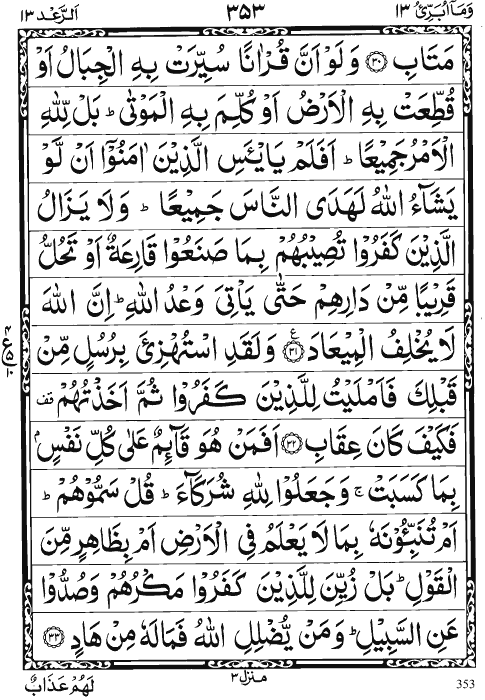 وَمَآ اُبَرِّئُ ١٣
٣٥٣
اَلرَّعْد ١٣
مَتَابِ ﴿٣٠﴾ وَلَوْ اَنَّ قُرْاٰنًا سُيِّرَتْ بِهِ الْجِبَالُ اَوْ
قُطِّعَتْ بِهِ الْاَرْضُ اَوْ كُلِّمَ بِهِ الْمَوْتٰى ؕ بَلْ لِّلّٰهِ
الْاَمْرُ جَمِيْعًا ؕ اَفَلَمْ يَايْـَٔسِ الَّذِيْنَ اٰمَنُوْۤا اَنْ لَّوْ
يَشَآءُ اللّٰهُ لَهَدَى النَّاسَ جَمِيْعًا ؕ وَلَا يَزَالُ
الَّذِيْنَ كَفَرُوْا تُصِيْبُهُمْ بِمَا صَنَعُوْا قَارِعَةٌ اَوْ تَحُلُّ
قَرِيْبًا مِّنْ دَارِهِمْ حَتّٰى يَاْتِيَ وَعْدُ اللّٰهِ ؕ اِنَّ اللّٰهَ
لَا يُخْلِفُ الْمِيْعَادَ ﴿٣١﴾ ع وَلَقَدِ اسْتُهْزِئَ بِرُسُلٍ مِّنْ
قَبْلِكَ فَاَمْلَيْتُ لِلَّذِيْنَ كَفَرُوْا ثُمَّ اَخَذْتُهُمْ قف
فَكَيْفَ كَانَ عِقَابِ ﴿٣٢﴾ اَفَمَنْ هُوَ قَآئِمٌ عَلٰى كُلِّ نَفْسٍۭ
بِمَا كَسَبَتْ ۚ وَجَعَلُوْا لِلّٰهِ شُرَكَآءَ ؕ قُلْ سَمُّوْهُمْ ؕ
اَمْ تُنَبِّـُٔوْنَهٗ بِمَا لَا يَعْلَمُ فِي الْاَرْضِ اَمْ بِظَاهِرٍ مِّنَ
الْقَوْلِ ؕ بَلْ زُيِّنَ لِلَّذِيْنَ كَفَرُوْا مَكْرُهُمْ وَصُدُّوْا
عَنِ السَّبِيْلِ ؕ وَمَنْ يُّضْلِلِ اللّٰهُ فَمَا لَهٗ مِنْ هَادٍ ﴿٣٣﴾
منزل ٣
لَهُمْ عَذَابٌ
353